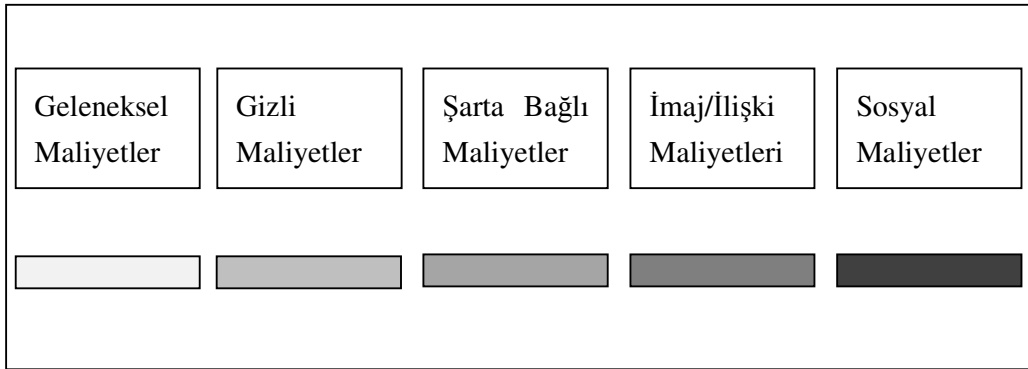 Geleneksel
Maliyetler
Gizli
Maliyetler
Şarta Bağlı
Maliyetler
İmaj/İlişki
Maliyetleri
Sosyal
Maliyetler